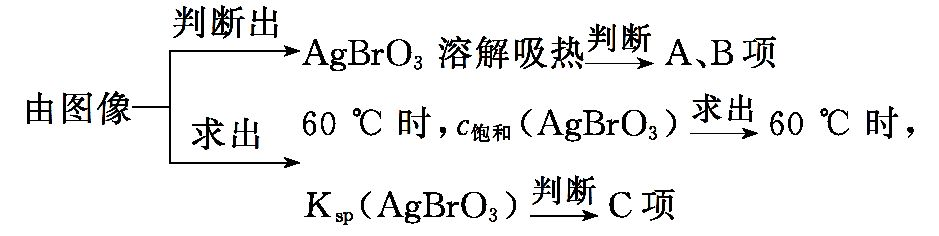 判断出
AgBrO₃ 溶解吸热 判断 A、B 项
由图像
求出
60 ℃ 时，c饱和(AgBrO₃) 求出 60 ℃ 时，
Ksp(AgBrO₃) 判断 C 项